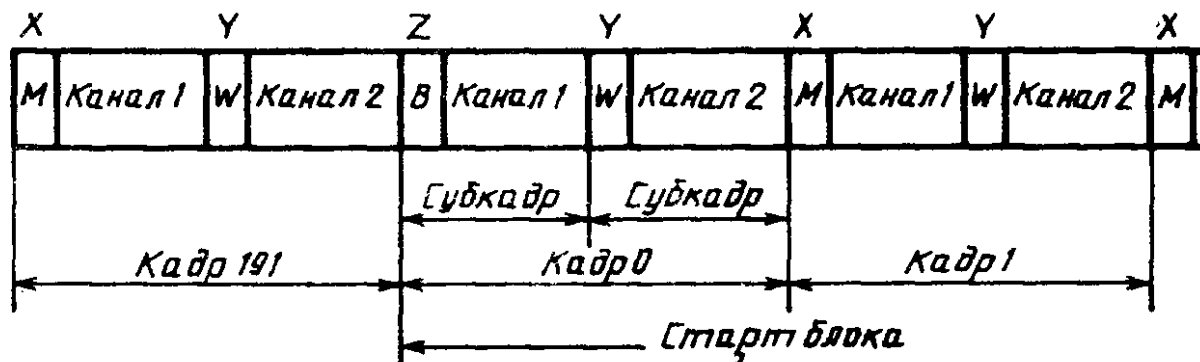 X Y Z Y X Y X
M Канал 1 W Канал 2 B Канал 1 W Канал 2 M Канал 1 W Канал 2 M
Субкадр Субкадр
Кадр 191 Кадр 0 Кадр 1
Старт блока